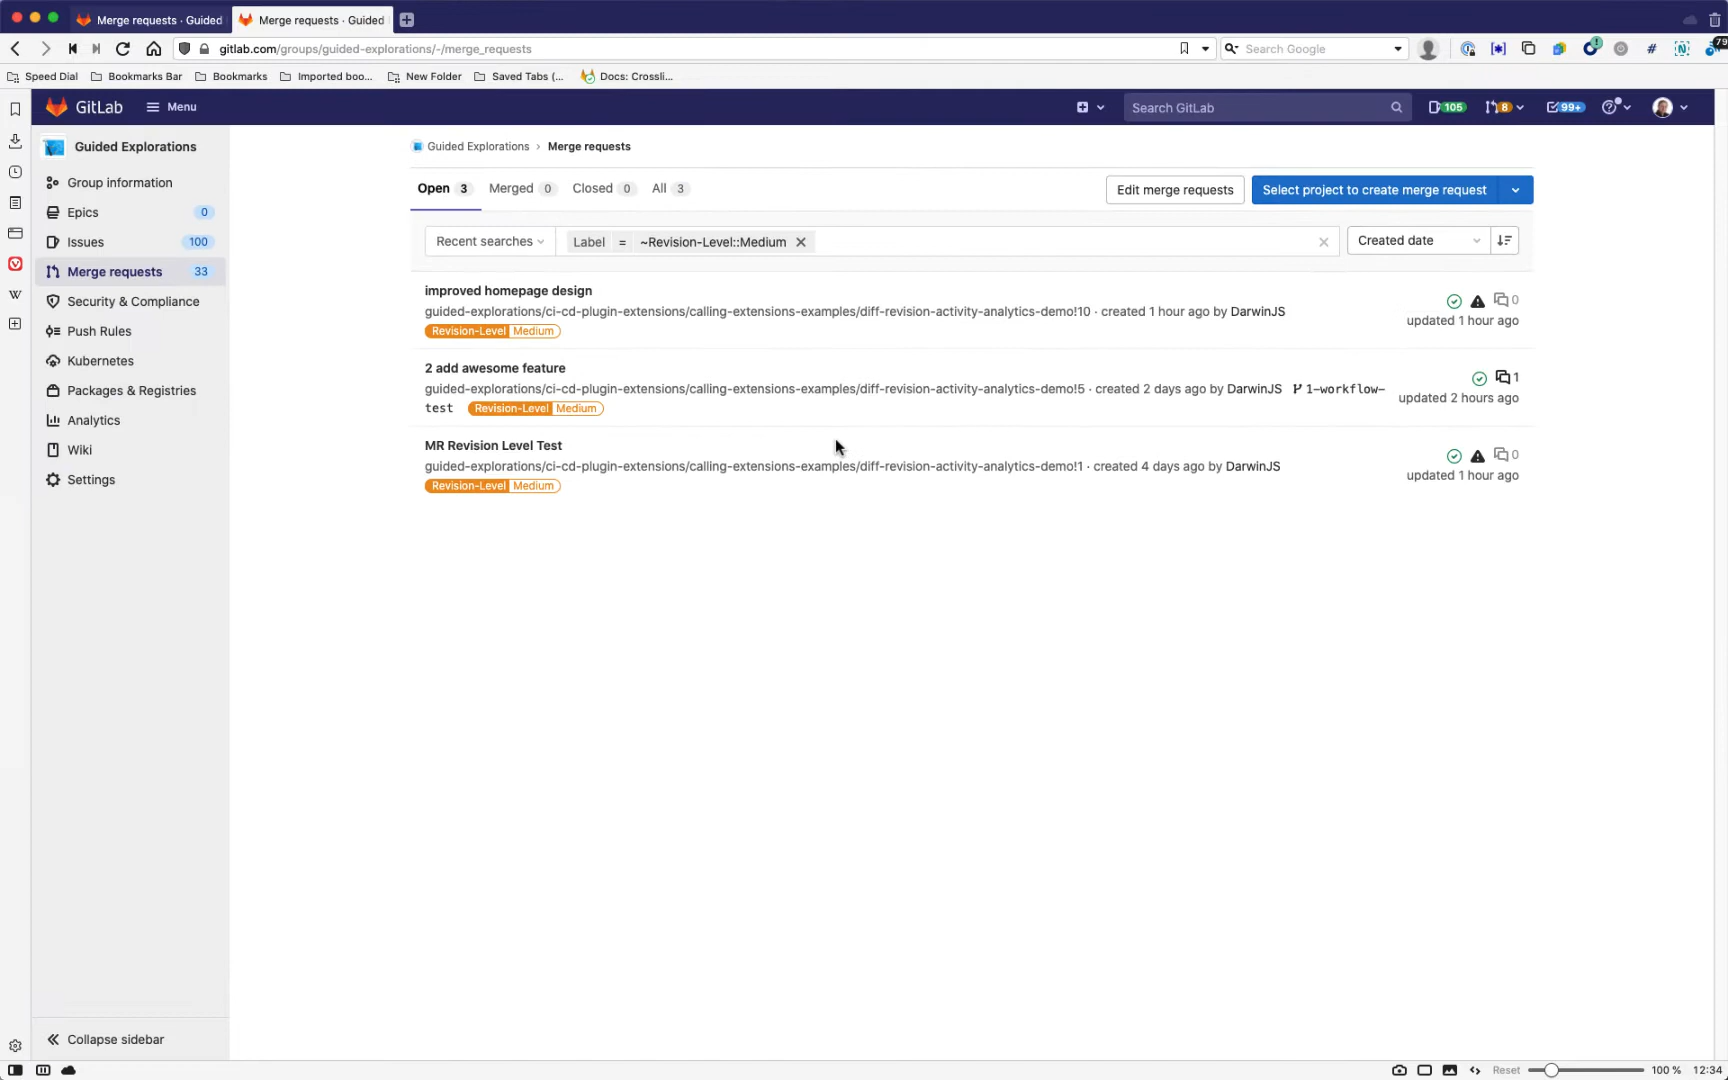 Merge requests · Guided
Merge requests · Guided
gitlab.com/groups/guided-explorations/-/merge_requests
Search Google
79
Speed Dial
Bookmarks Bar
Bookmarks
Imported boo...
New Folder
Saved Tabs (...
Docs: Crossli...
GitLab
Menu
Search GitLab
105
8
99+
Guided Explorations
Group information
Epics 0
Issues 100
Merge requests 33
Security & Compliance
Push Rules
Kubernetes
Packages & Registries
Analytics
Wiki
Settings
Collapse sidebar
Guided Explorations › Merge requests
Open 3 Merged 0 Closed 0 All 3
Edit merge requests
Select project to create merge request
Recent searches
Label = ~Revision-Level::Medium
Created date
improved homepage design
guided-explorations/ci-cd-plugin-extensions/calling-extensions-examples/diff-revision-activity-analytics-demo!10 · created 1 hour ago by DarwinJS
Revision-Level Medium
0
updated 1 hour ago
2 add awesome feature
guided-explorations/ci-cd-plugin-extensions/calling-extensions-examples/diff-revision-activity-analytics-demo!5 · created 2 days ago by DarwinJS 1-workflow-
test Revision-Level Medium
1
updated 2 hours ago
MR Revision Level Test
guided-explorations/ci-cd-plugin-extensions/calling-extensions-examples/diff-revision-activity-analytics-demo!1 · created 4 days ago by DarwinJS
Revision-Level Medium
0
updated 1 hour ago
Reset
100 %
12:34